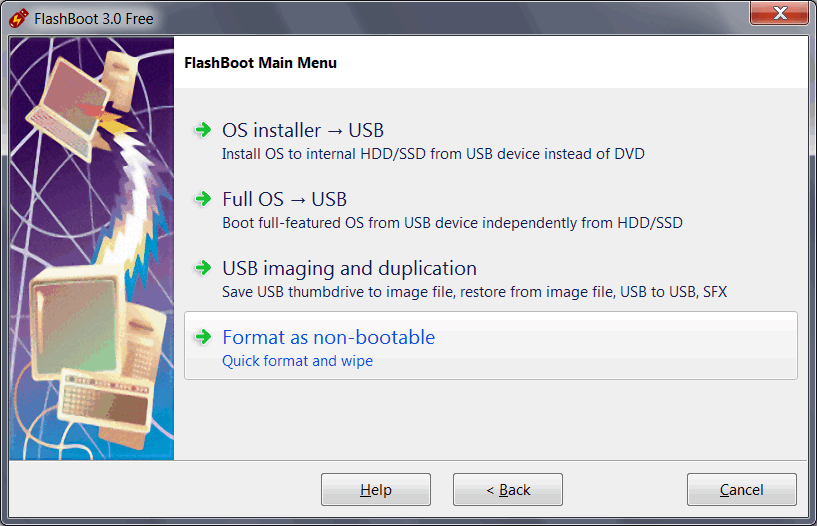 FlashBoot 3.0 Free
FlashBoot Main Menu
OS installer → USB
Install OS to internal HDD/SSD from USB device instead of DVD
Full OS → USB
Boot full-featured OS from USB device independently from HDD/SSD
USB imaging and duplication
Save USB thumbdrive to image file, restore from image file, USB to USB, SFX
Format as non-bootable
Quick format and wipe
Help
< Back
Cancel